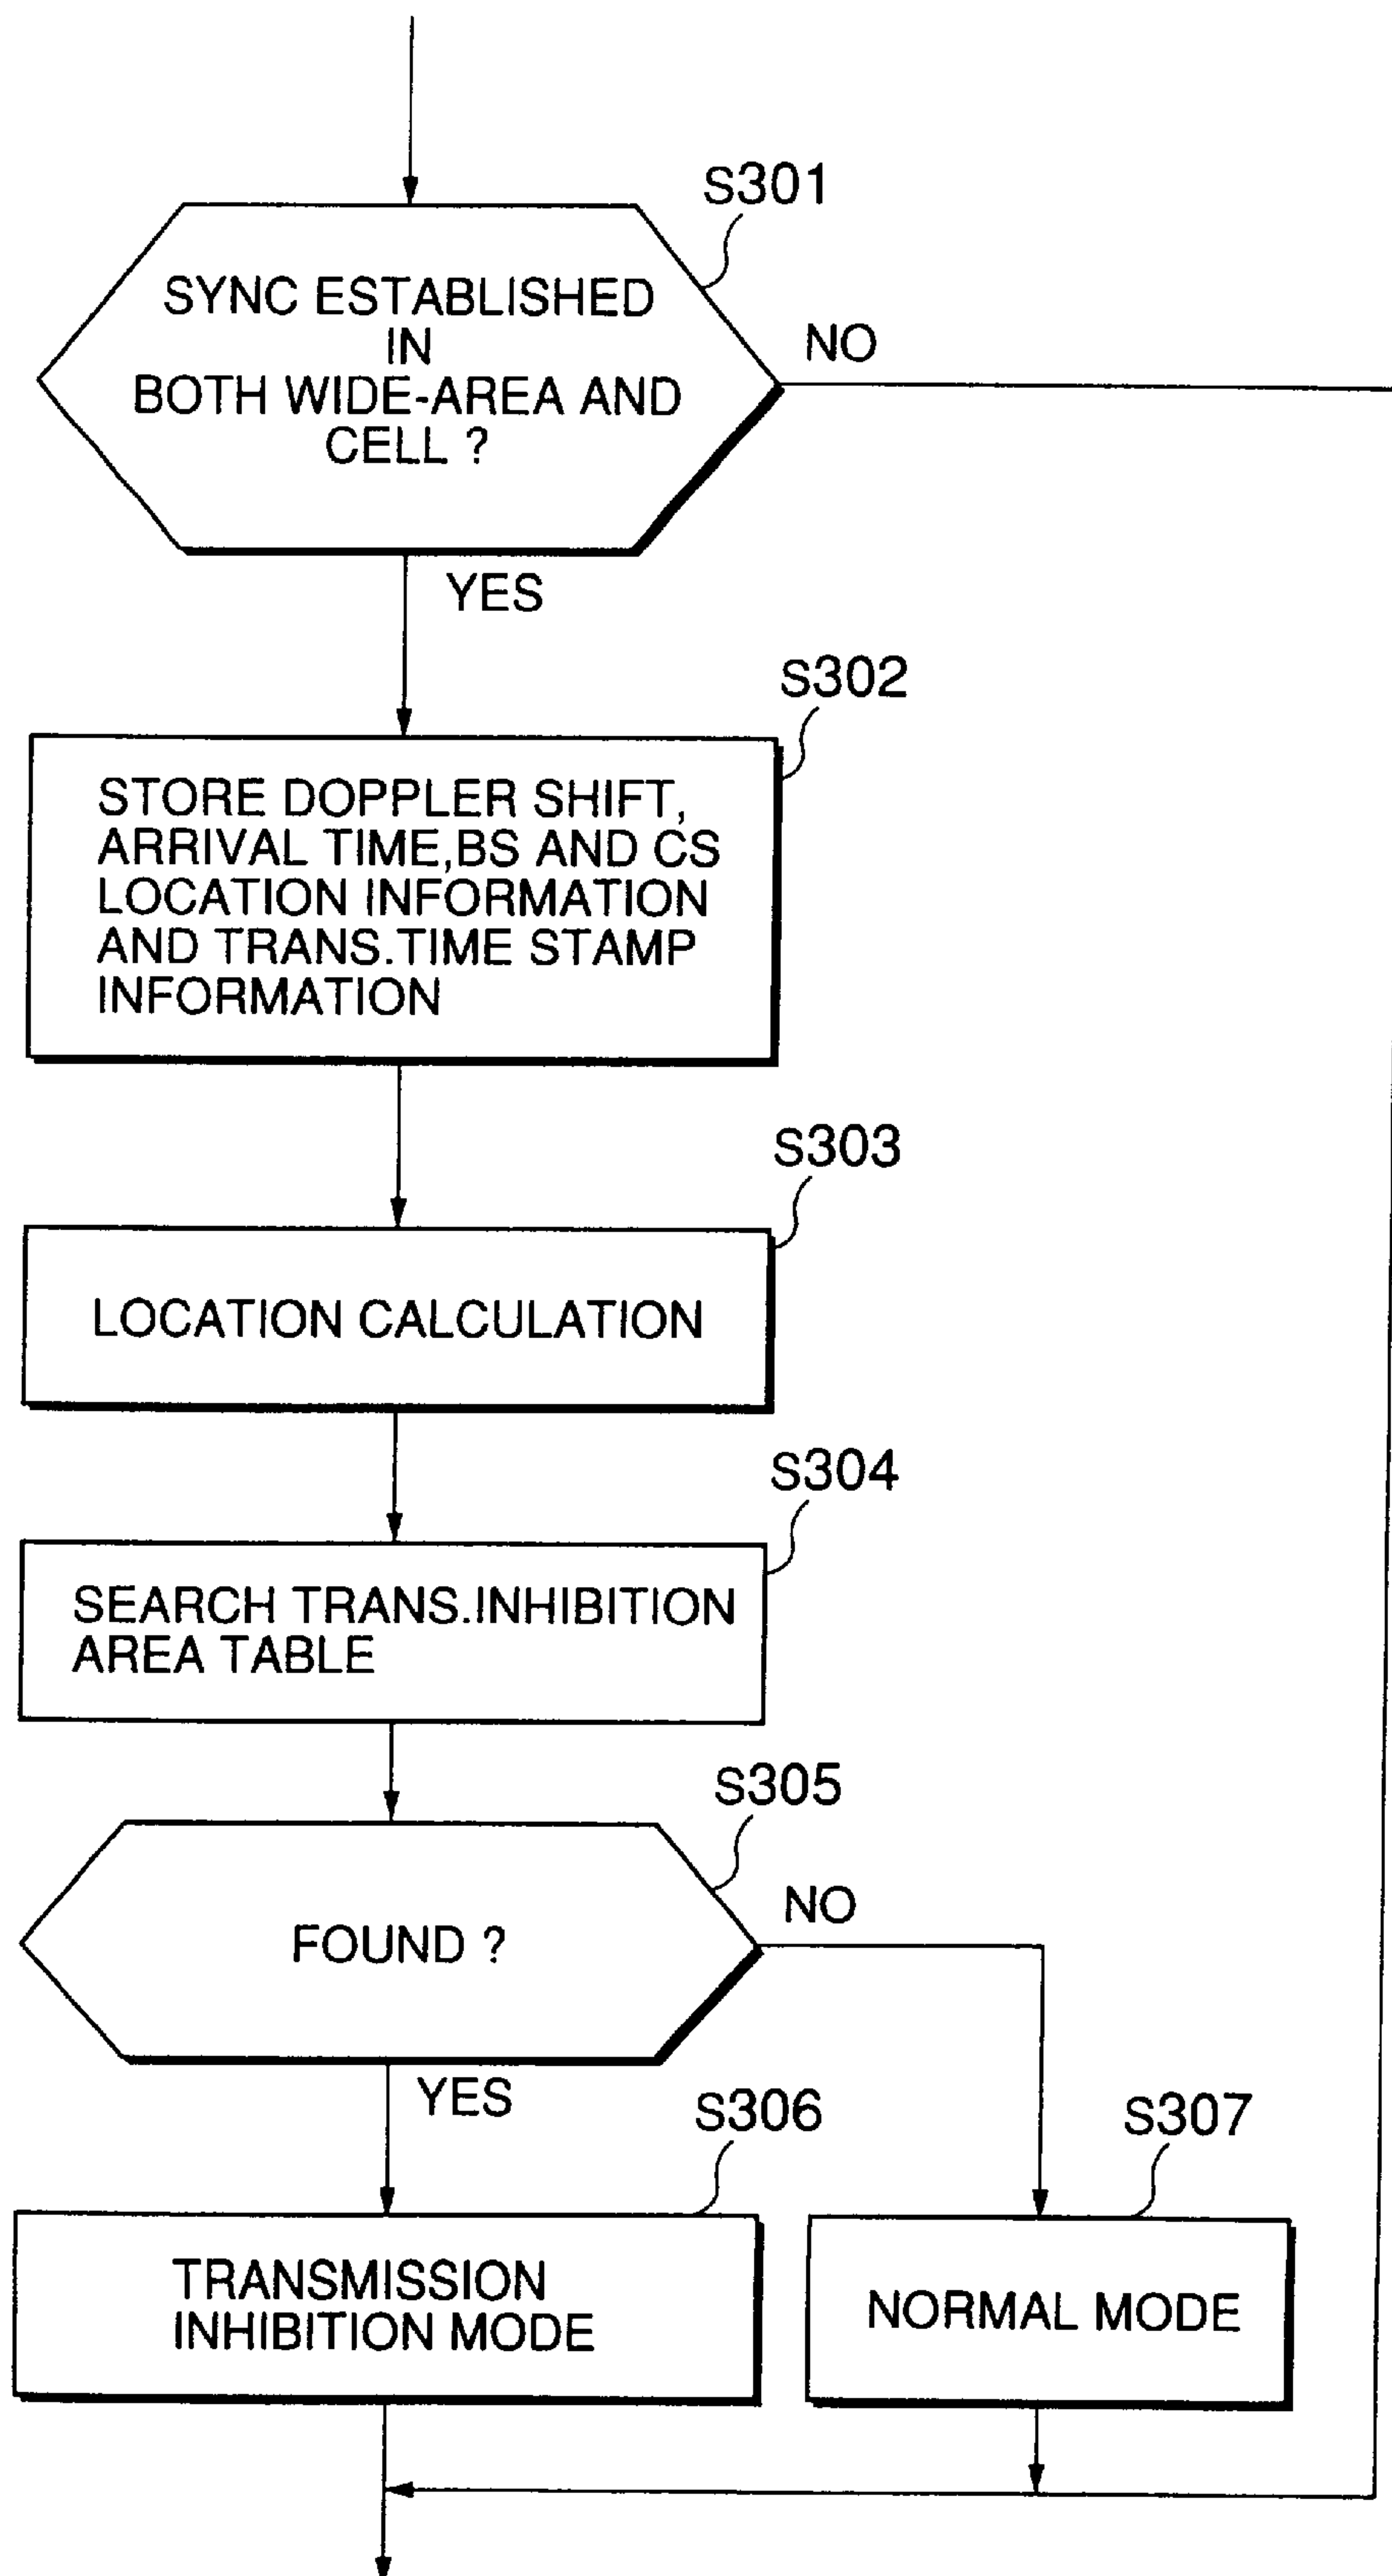 S301
SYNC ESTABLISHED
IN
BOTH WIDE-AREA AND
CELL ?
NO
YES
S302
STORE DOPPLER SHIFT,
ARRIVAL TIME,BS AND CS
LOCATION INFORMATION
AND TRANS.TIME STAMP
INFORMATION
S303
LOCATION CALCULATION
S304
SEARCH TRANS.INHIBITION
AREA TABLE
S305
FOUND ?
NO
YES
S306
TRANSMISSION
INHIBITION MODE
S307
NORMAL MODE